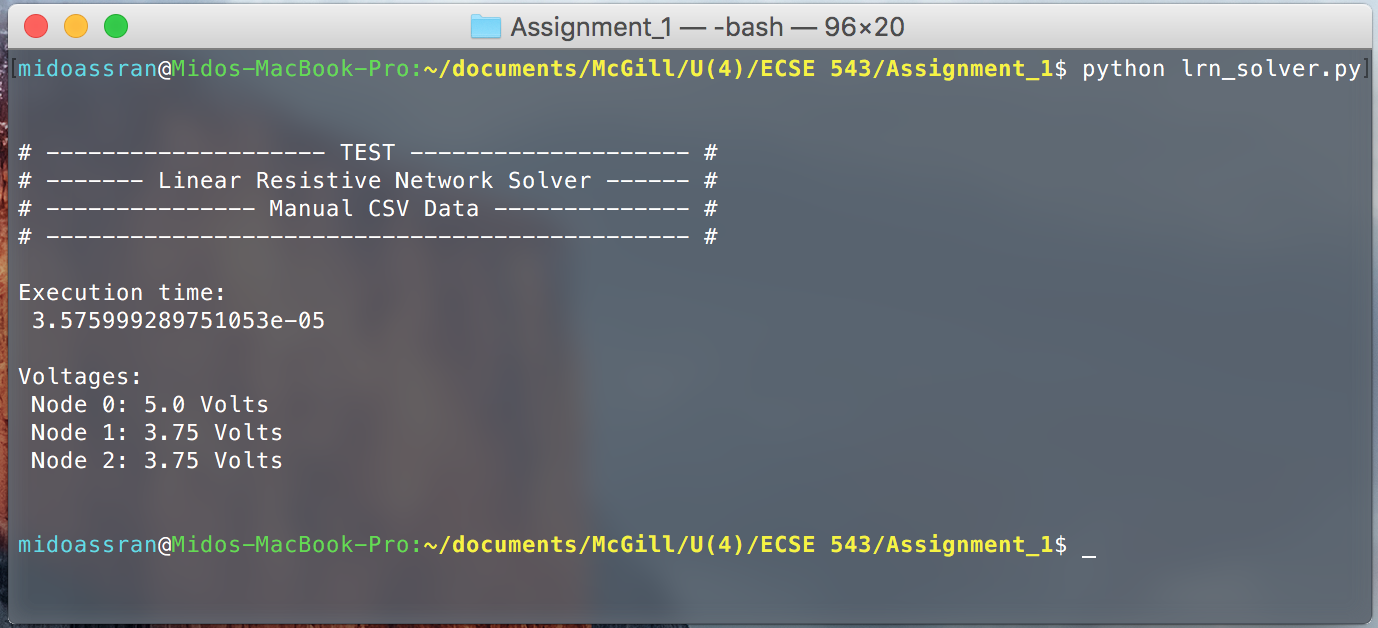 Assignment_1 — -bash — 96×20
[midoassran@Midos-MacBook-Pro:~/documents/McGill/U(4)/ECSE 543/Assignment_1$ python lrn_solver.py]
# -------------------- TEST -------------------- #
# ------- Linear Resistive Network Solver ------ #
# --------------- Manual CSV Data -------------- #
# ---------------------------------------------- #
Execution time:
3.575999289751053e-05
Voltages:
Node 0: 5.0 Volts
Node 1: 3.75 Volts
Node 2: 3.75 Volts
midoassran@Midos-MacBook-Pro:~/documents/McGill/U(4)/ECSE 543/Assignment_1$ _